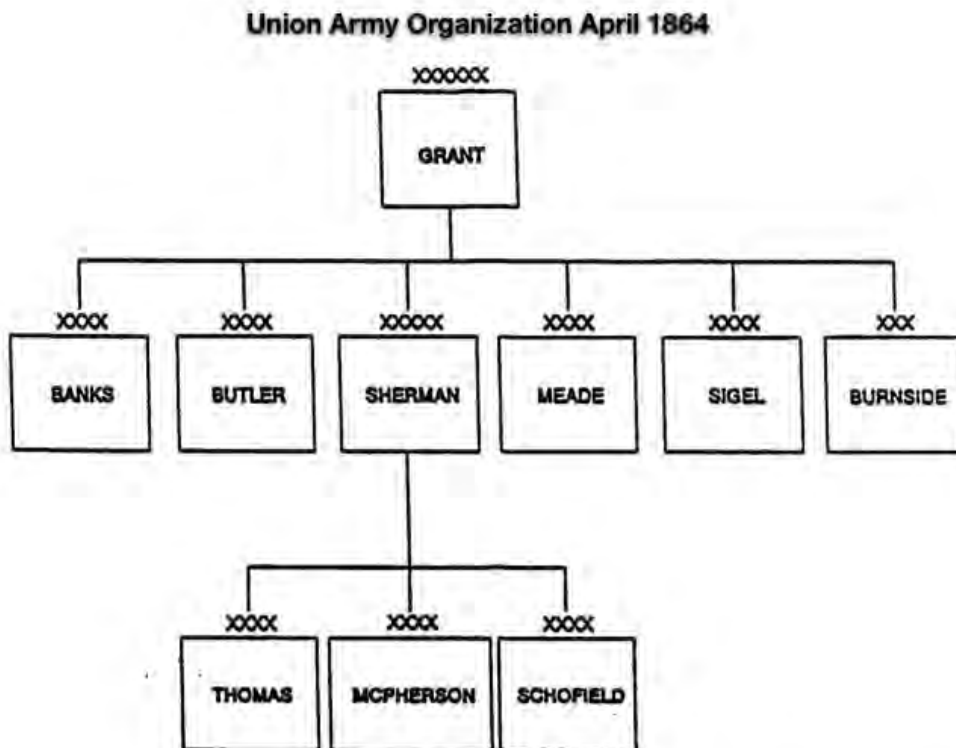 Union Army Organization April 1864
XXXXXX
GRANT
XXXX XXXX XXXXX XXXX XXXX XXX
BANKS BUTLER SHERMAN MEADE SIGEL BURNSIDE
XXXX XXXX XXXX
THOMAS MCPHERSON SCHOFIELD